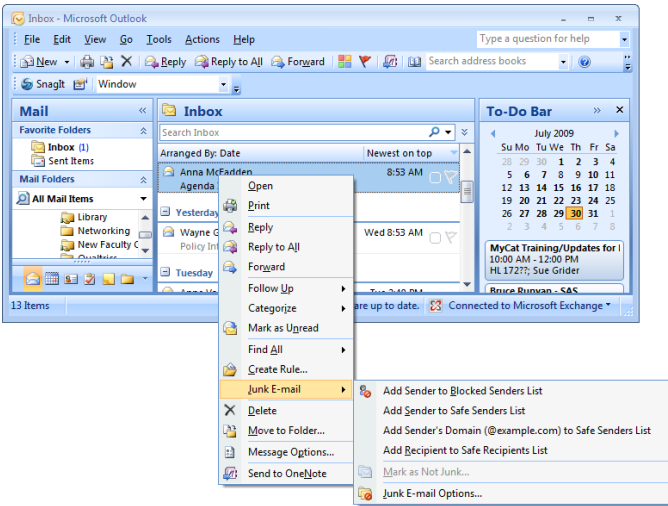 Inbox - Microsoft Outlook
File Edit View Go Tools Actions Help Type a question for help
New Reply Reply to All Forward Search address books
SnagIt Window
Mail «
Favorite Folders
Inbox (1)
Sent Items
Mail Folders
All Mail Items
Library
Networking
New Faculty C
Qualtrics
Inbox
Search Inbox
Arranged By: Date Newest on top
Anna McFadden 8:53 AM
Agenda
Yesterday
Wayne G Wed 8:53 AM
Policy Int
Tuesday
To-Do Bar » ×
July 2009
Su Mo Tu We Th Fr Sa
28 29 30 1 2 3 4
5 6 7 8 9 10 11
12 13 14 15 16 17 18
19 20 21 22 23 24 25
26 27 28 29 30 31 1
2 3 4 5 6 7 8
MyCat Training/Updates for I
10:00 AM - 12:00 PM
HL 172??; Sue Grider
Bruce Runyan - SAS
13 Items are up to date. Connected to Microsoft Exchange
Open
Print
Reply
Reply to All
Forward
Follow Up
Categorize
Mark as Unread
Find All
Create Rule...
Junk E-mail
Delete
Move to Folder...
Message Options...
Send to OneNote
Add Sender to Blocked Senders List
Add Sender to Safe Senders List
Add Sender's Domain (@example.com) to Safe Senders List
Add Recipient to Safe Recipients List
Mark as Not Junk...
Junk E-mail Options...